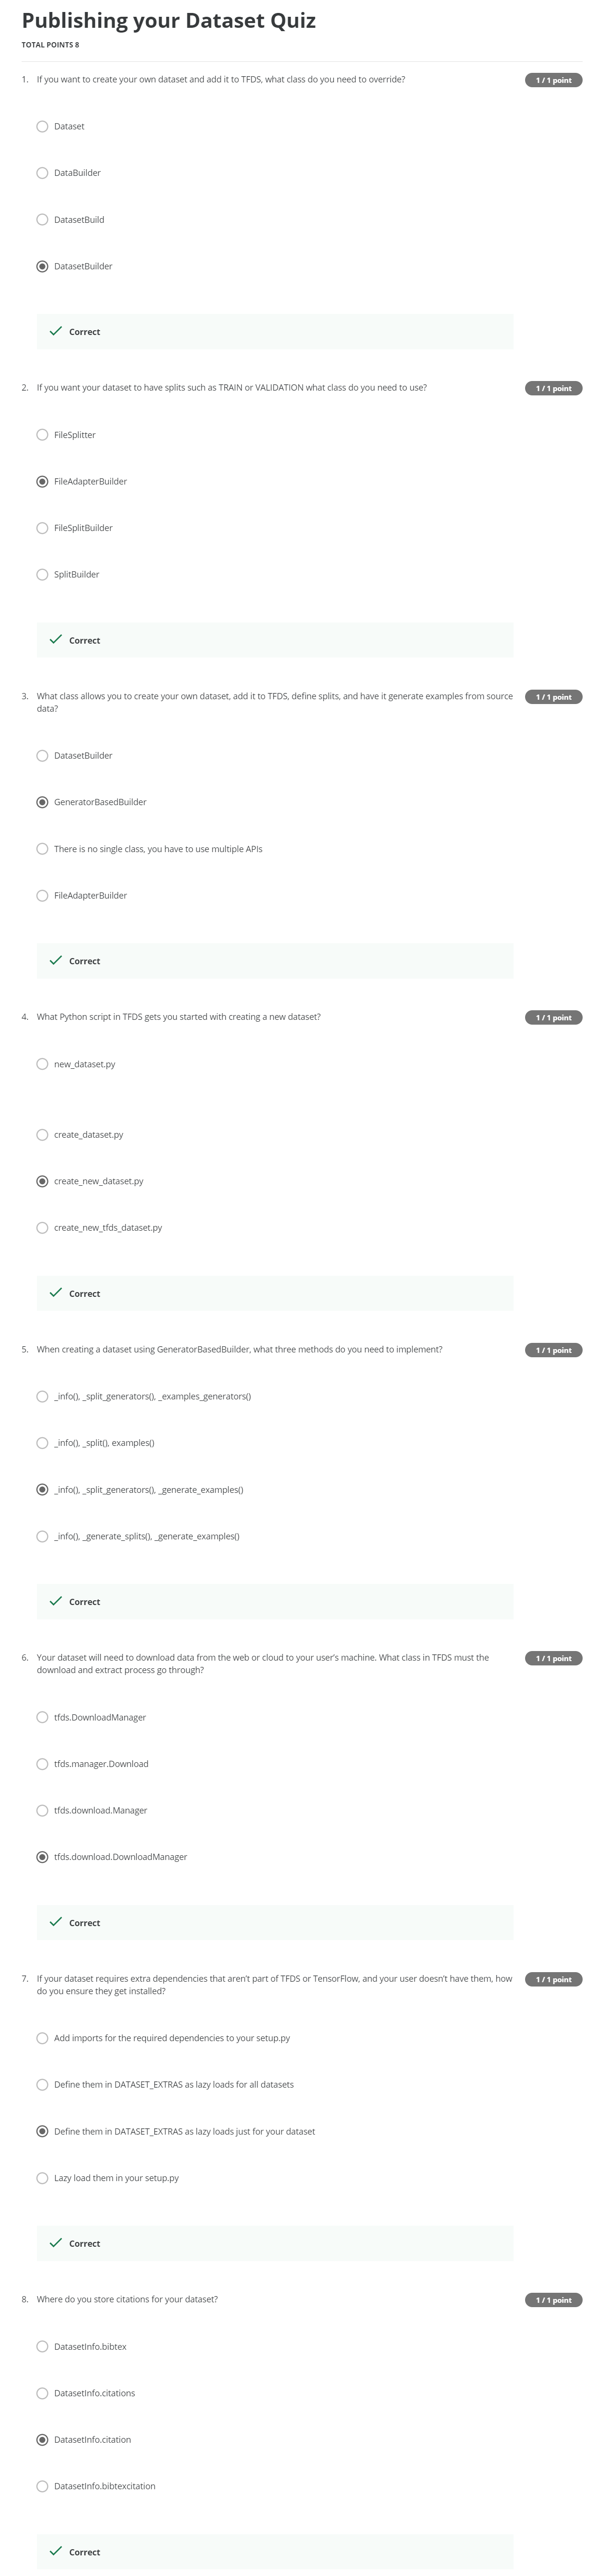 Publishing your Dataset Quiz
TOTAL POINTS 8
1. If you want to create your own dataset and add it to TFDS, what class do you need to override?
1 / 1 point
Dataset
DataBuilder
DatasetBuild
DatasetBuilder
Correct
2. If you want your dataset to have splits such as TRAIN or VALIDATION what class do you need to use?
1 / 1 point
FileSplitter
FileAdapterBuilder
FileSplitBuilder
SplitBuilder
Correct
3. What class allows you to create your own dataset, add it to TFDS, define splits, and have it generate examples from source
data?
1 / 1 point
DatasetBuilder
GeneratorBasedBuilder
There is no single class, you have to use multiple APIs
FileAdapterBuilder
Correct
4. What Python script in TFDS gets you started with creating a new dataset?
1 / 1 point
new_dataset.py
create_dataset.py
create_new_dataset.py
create_new_tfds_dataset.py
Correct
5. When creating a dataset using GeneratorBasedBuilder, what three methods do you need to implement?
1 / 1 point
_info(), _split_generators(), _examples_generators()
_info(), _split(), examples()
_info(), _split_generators(), _generate_examples()
_info(), _generate_splits(), _generate_examples()
Correct
6. Your dataset will need to download data from the web or cloud to your user's machine. What class in TFDS must the
download and extract process go through?
1 / 1 point
tfds.DownloadManager
tfds.manager.Download
tfds.download.Manager
tfds.download.DownloadManager
Correct
7. If your dataset requires extra dependencies that aren't part of TFDS or TensorFlow, and your user doesn't have them, how
do you ensure they get installed?
1 / 1 point
Add imports for the required dependencies to your setup.py
Define them in DATASET_EXTRAS as lazy loads for all datasets
Define them in DATASET_EXTRAS as lazy loads just for your dataset
Lazy load them in your setup.py
Correct
8. Where do you store citations for your dataset?
1 / 1 point
DatasetInfo.bibtex
DatasetInfo.citations
DatasetInfo.citation
DatasetInfo.bibtexcitation
Correct